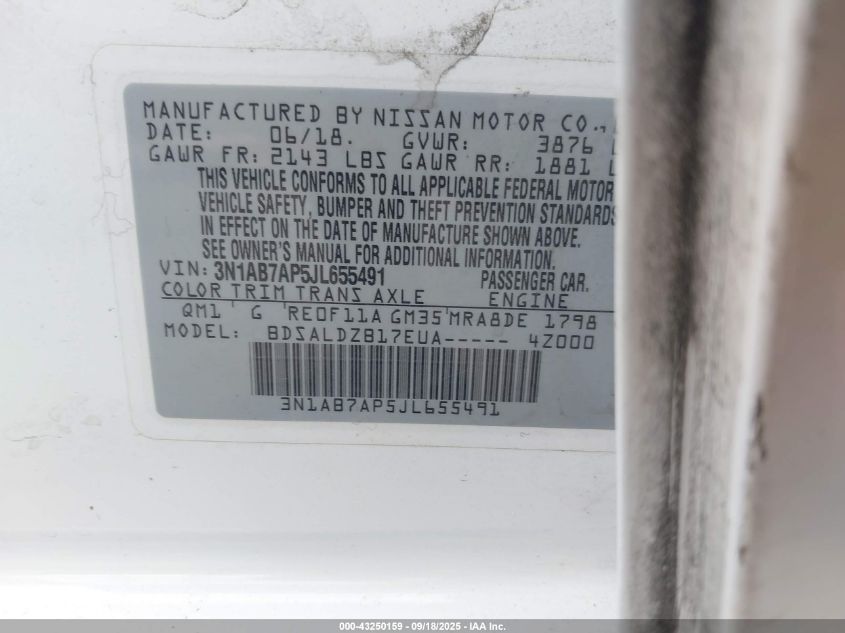 MANUFACTURED BY NISSAN MOTOR CO.,
DATE: 06/18. GVWR: 3876 L
GAWR FR: 2143 LBS GAWR RR: 1881 L
THIS VEHICLE CONFORMS TO ALL APPLICABLE FEDERAL MOTOR
VEHICLE SAFETY, BUMPER AND THEFT PREVENTION STANDARDS
IN EFFECT ON THE DATE OF MANUFACTURE SHOWN ABOVE.
SEE OWNER'S MANUAL FOR ADDITIONAL INFORMATION.
VIN: 3N1AB7AP5JL655491 PASSENGER CAR.
COLOR TRIM TRANS AXLE ENGINE
QM1 G RE0F11A GM35 MRA8DE 1798
MODEL: BDSALDZB17EUA----- 4Z000
3N1AB7AP5JL655491
000-43250159 - 09/18/2025 - IAA Inc.